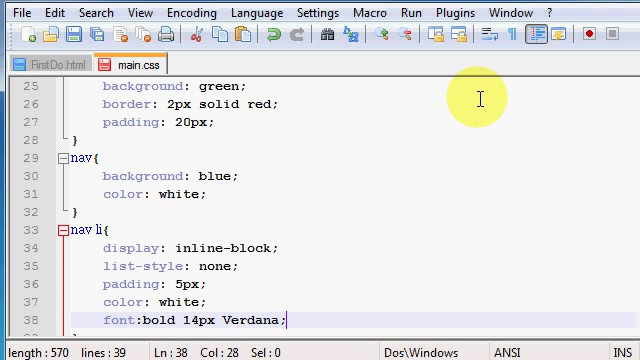 File Edit Search View Encoding Language Settings Macro Run Plugins Window ?
FirstDo.html main.css
25 background: green;
26 border: 2px solid red;
27 padding: 20px;
28 }
29 nav{
30 background: blue;
31 color: white;
32 }
33 nav li{
34 display: inline-block;
35 list-style: none;
36 padding: 5px;
37 color: white;
38 font:bold 14px Verdana;
length : 570 lines : 39 Ln : 38 Col : 28 Sel : 0 Dos\Windows ANSI INS